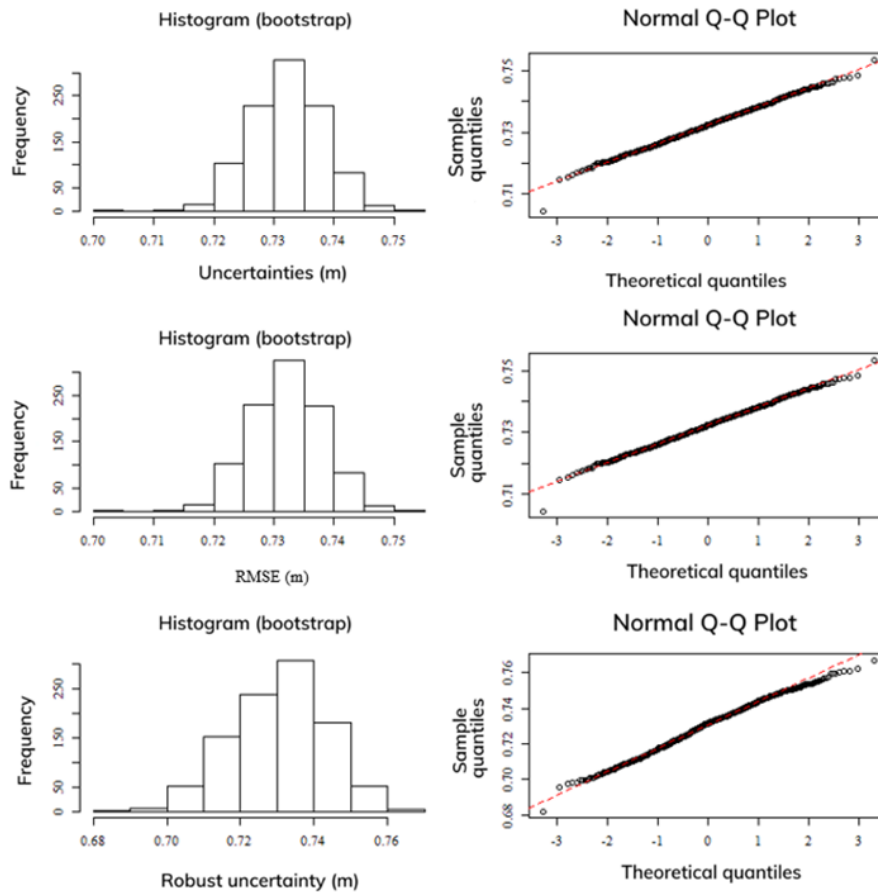 Histogram (bootstrap)
Normal Q-Q Plot
Frequency
0 50 150 250
0.70 0.71 0.72 0.73 0.74 0.75
Uncertainties (m)
Sample
quantiles
0.71 0.73 0.75
-3 -2 -1 0 1 2 3
Theoretical quantiles
Histogram (bootstrap)
Normal Q-Q Plot
Frequency
0 50 150 250
0.70 0.71 0.72 0.73 0.74 0.75
RMSE (m)
Sample
quantiles
0.71 0.73 0.75
-3 -2 -1 0 1 2 3
Theoretical quantiles
Histogram (bootstrap)
Normal Q-Q Plot
Frequency
0 50 150 250
0.68 0.70 0.72 0.74 0.76
Robust uncertainty (m)
Sample
quantiles
0.68 0.70 0.72 0.74 0.76
-3 -2 -1 0 1 2 3
Theoretical quantiles